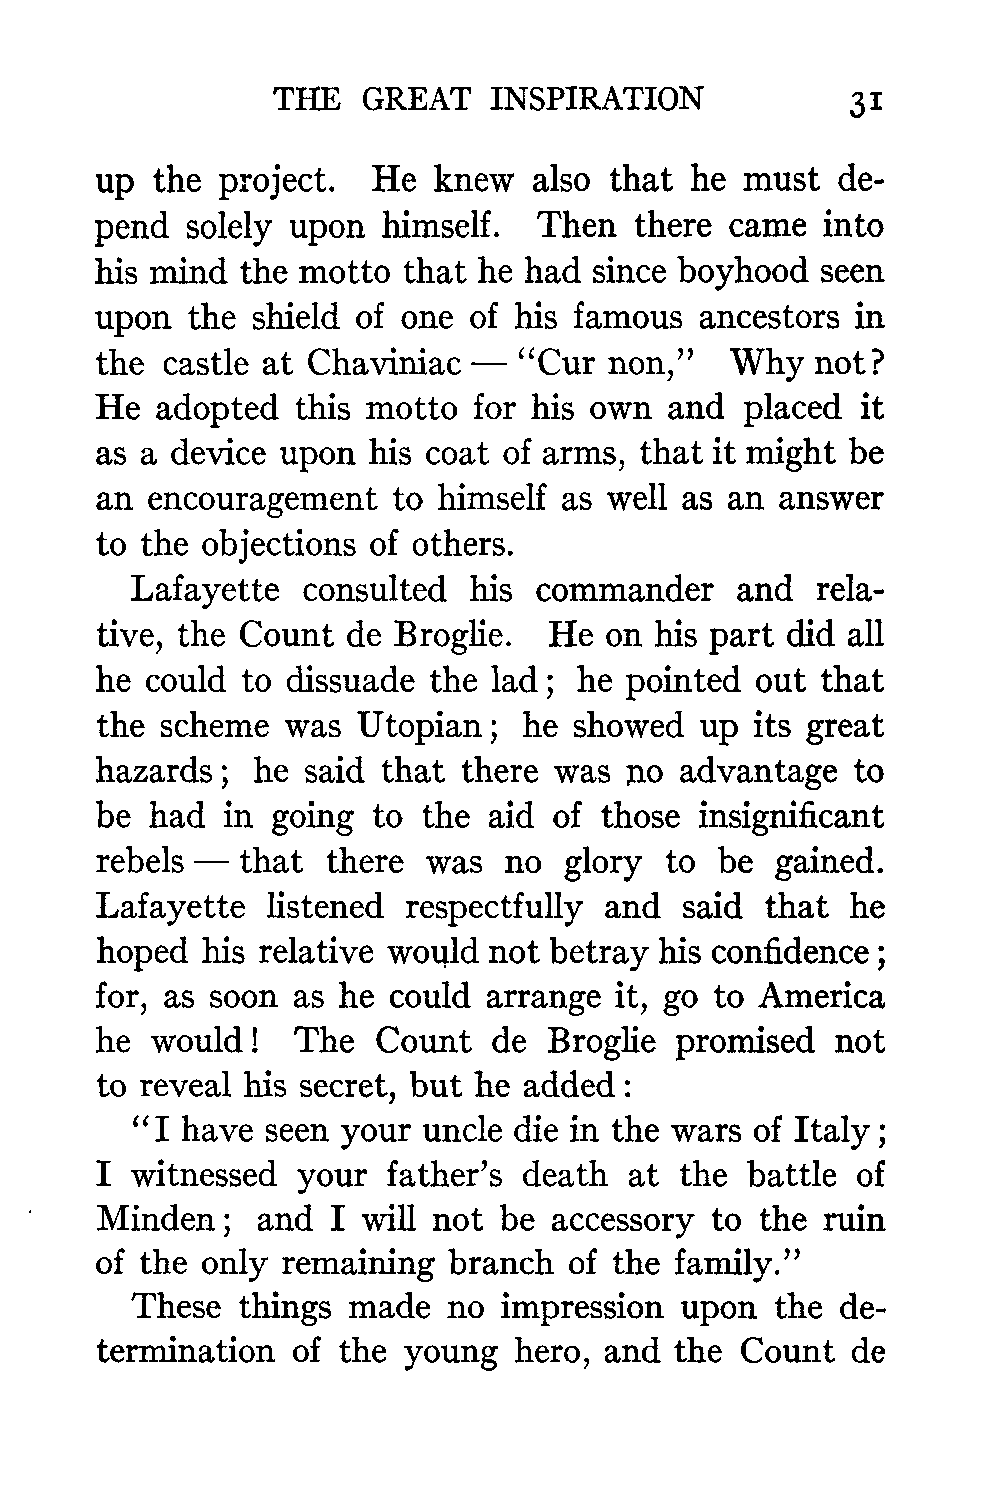 THE GREAT INSPIRATION 31
up the project. He knew also that he must de-
pend solely upon himself. Then there came into
his mind the motto that he had since boyhood seen
upon the shield of one of his famous ancestors in
the castle at Chaviniac — “Cur non,” Why not?
He adopted this motto for his own and placed it
as a device upon his coat of arms, that it might be
an encouragement to himself as well as an answer
to the objections of others.
Lafayette consulted his commander and rela-
tive, the Count de Broglie. He on his part did all
he could to dissuade the lad; he pointed out that
the scheme was Utopian; he showed up its great
hazards; he said that there was no advantage to
be had in going to the aid of those insignificant
rebels — that there was no glory to be gained.
Lafayette listened respectfully and said that he
hoped his relative would not betray his confidence;
for, as soon as he could arrange it, go to America
he would! The Count de Broglie promised not
to reveal his secret, but he added:
“I have seen your uncle die in the wars of Italy;
I witnessed your father’s death at the battle of
Minden; and I will not be accessory to the ruin
of the only remaining branch of the family.”
These things made no impression upon the de-
termination of the young hero, and the Count de